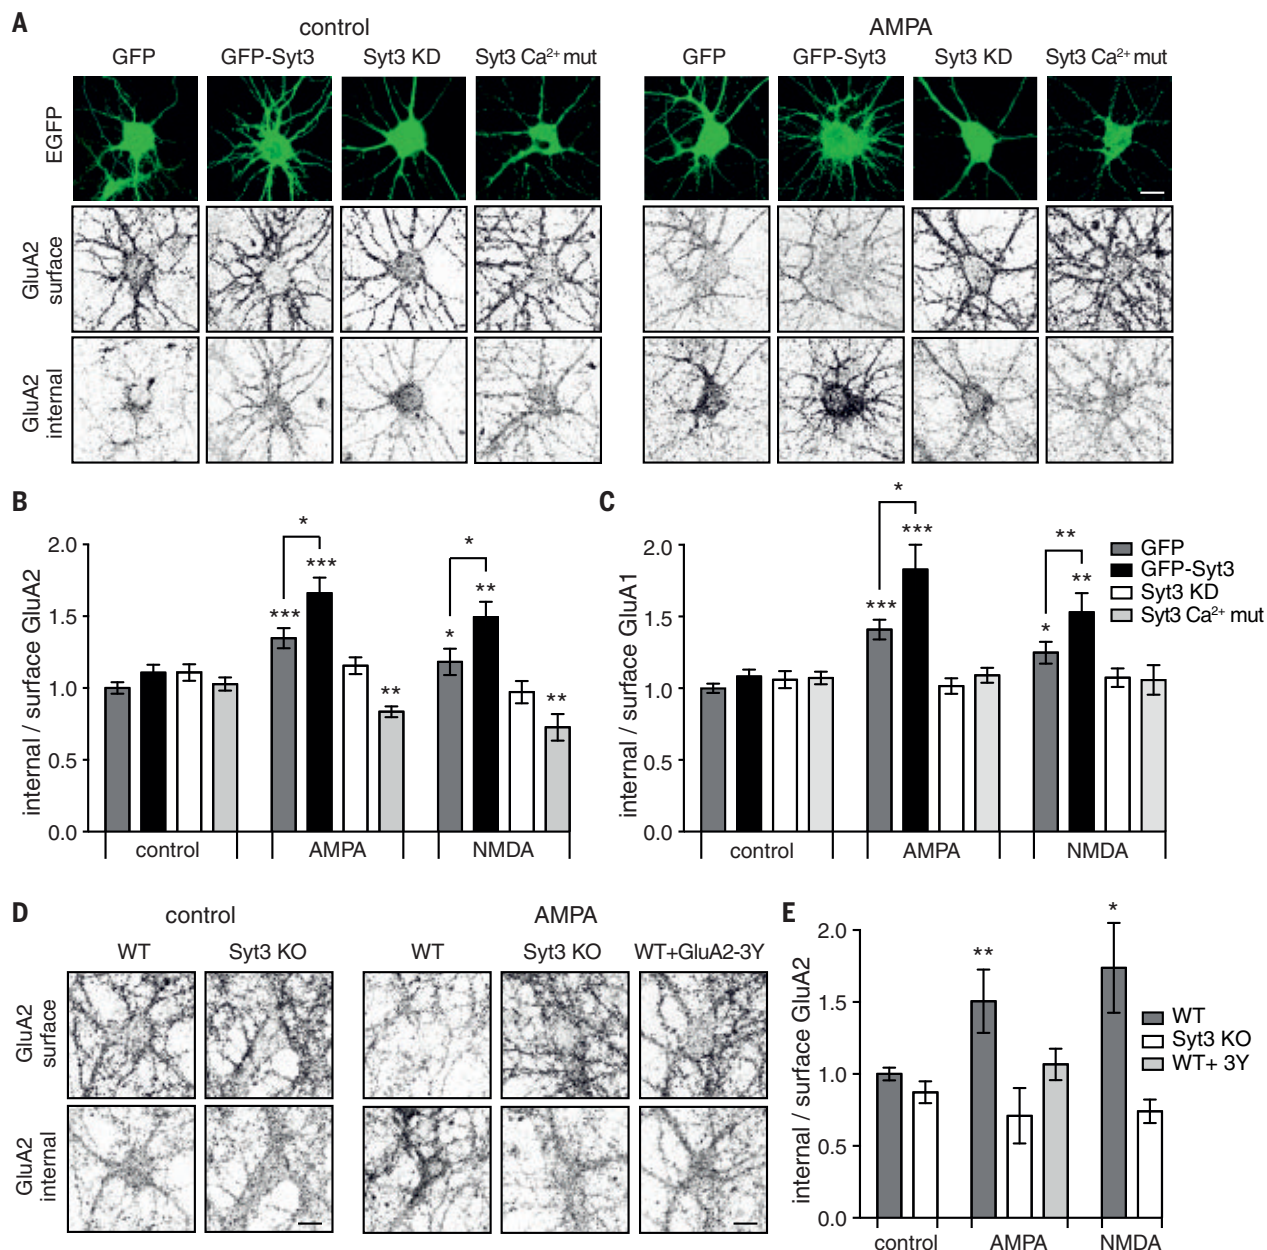 A
control
AMPA
GFP
GFP-Syt3
Syt3 KD
Syt3 Ca²⁺ mut
GFP
GFP-Syt3
Syt3 KD
Syt3 Ca²⁺ mut
EGFP
GluA2
surface
GluA2
internal
B
internal / surface GluA2
2.0
1.5
1.0
0.5
0.0
*
***
***
**
*
*
**
**
control
AMPA
NMDA
C
internal / surface GluA1
2.0
1.5
1.0
0.5
0.0
*
***
***
**
*
**
control
AMPA
NMDA
GFP
GFP-Syt3
Syt3 KD
Syt3 Ca²⁺ mut
D
control
AMPA
WT
Syt3 KO
WT
Syt3 KO
WT+GluA2-3Y
GluA2
surface
GluA2
internal
E
internal / surface GluA2
2.0
1.5
1.0
0.5
0.0
**
*
control
AMPA
NMDA
WT
Syt3 KO
WT+ 3Y